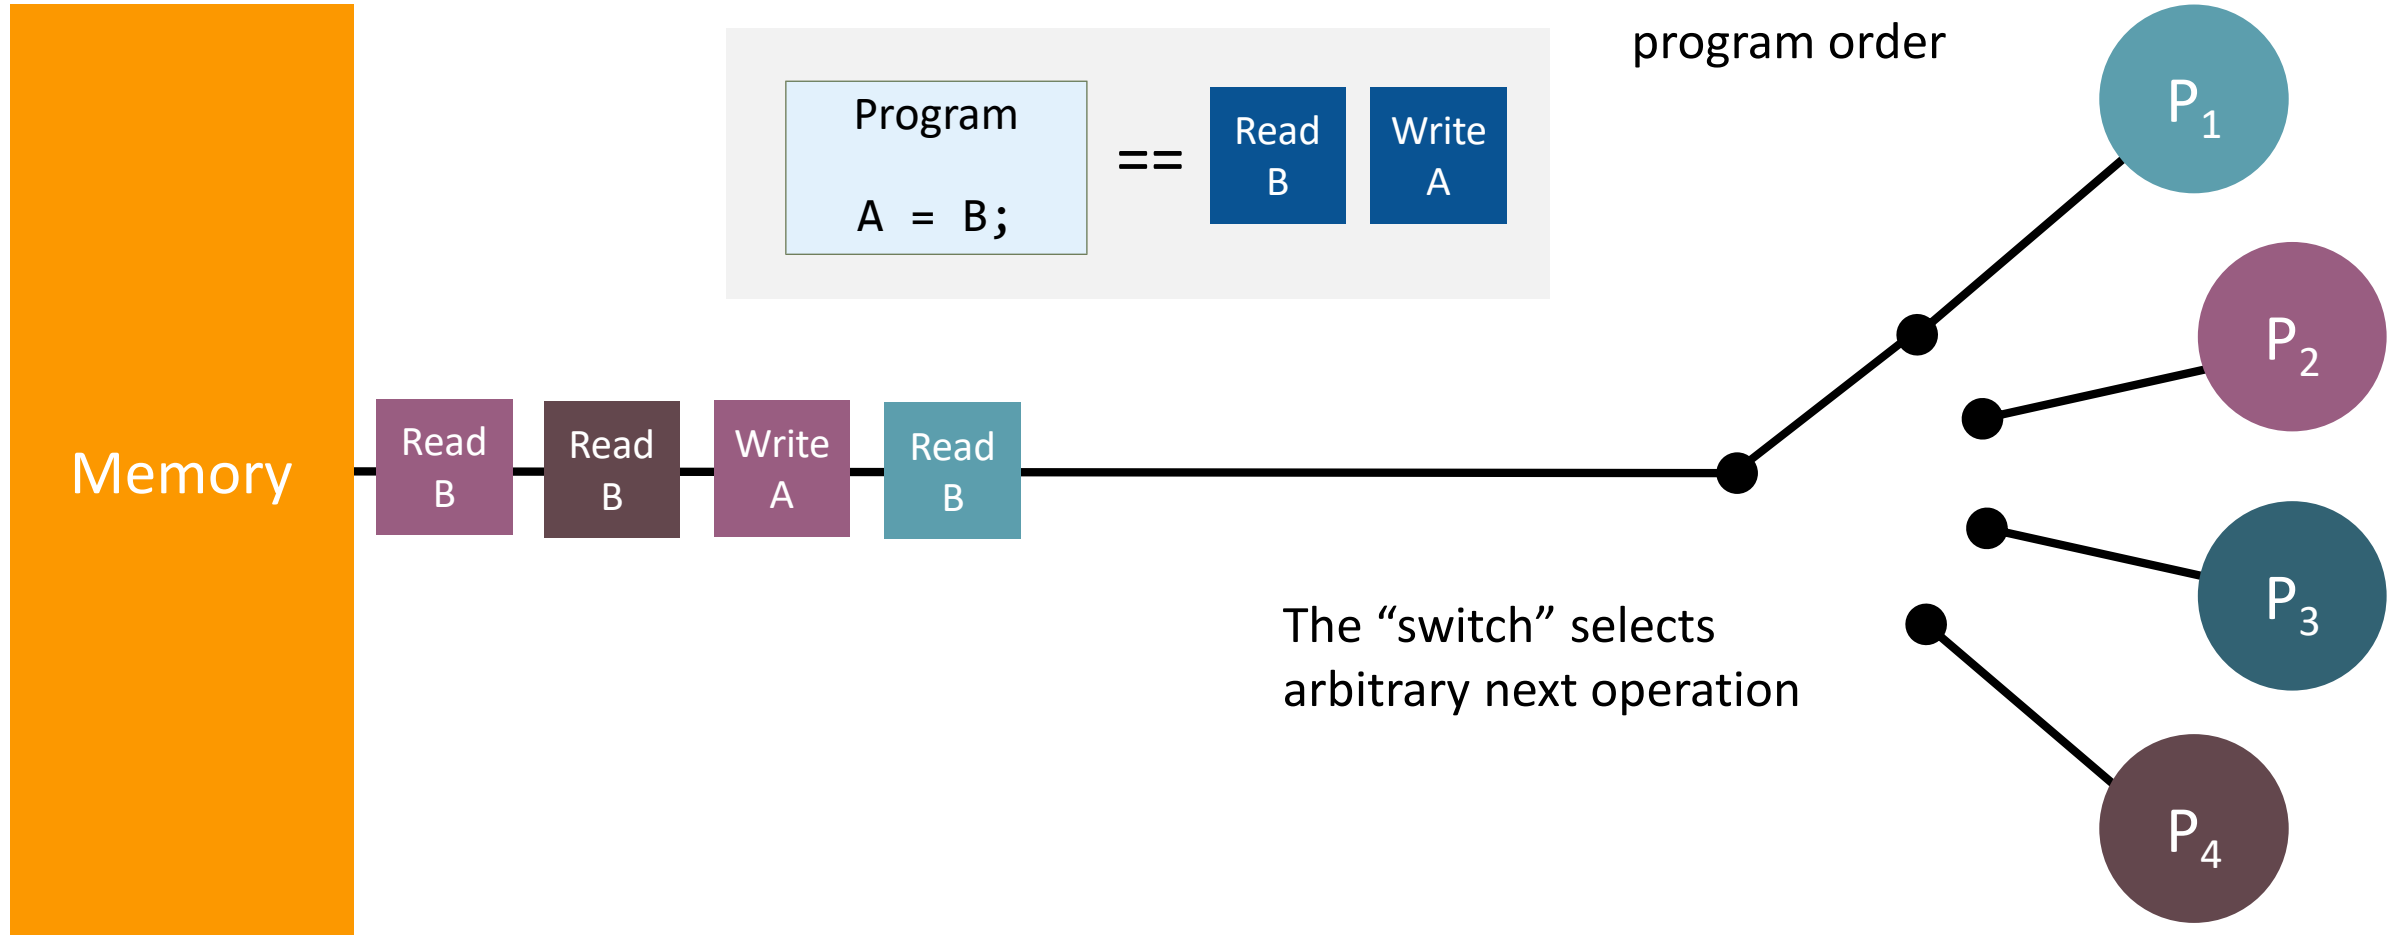 program order
Program
A = B;
==
Read
B
Write
A
P1
P2
Memory
Read
B
Read
B
Write
A
Read
B
The “switch” selects
arbitrary next operation
P3
P4